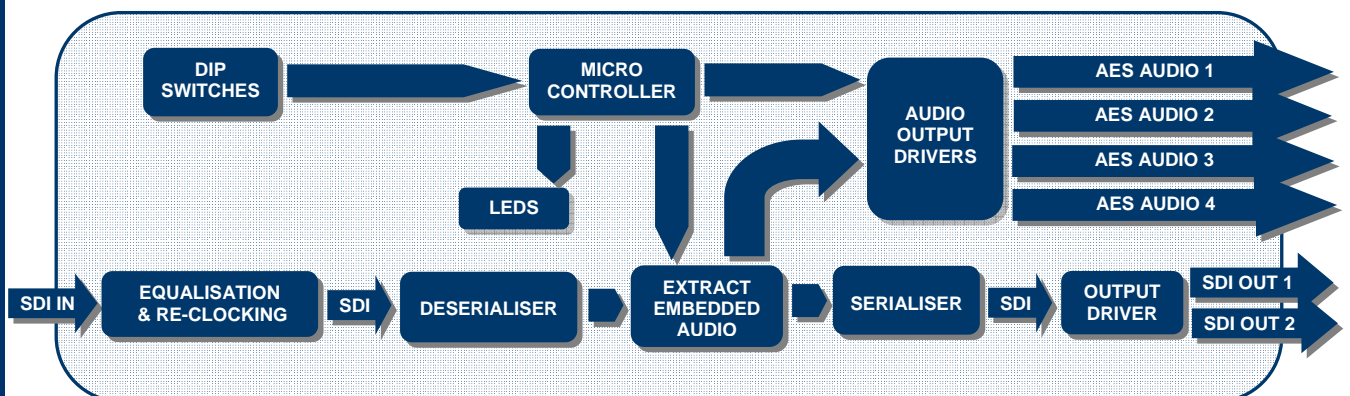 DIP
SWITCHES
MICRO
CONTROLLER
AUDIO
OUTPUT
DRIVERS
AES AUDIO 1
AES AUDIO 2
AES AUDIO 3
AES AUDIO 4
LEDS
SDI IN
EQUALISATION
& RE-CLOCKING
SDI
DESERIALISER
EXTRACT
EMBEDDED
AUDIO
SERIALISER
SDI
OUTPUT
DRIVER
SDI OUT 1
SDI OUT 2